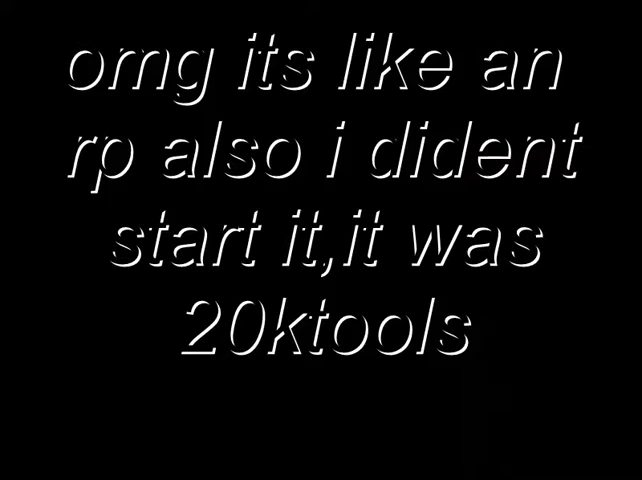 omg its like an
rp also i dident
start it,it was
20ktools